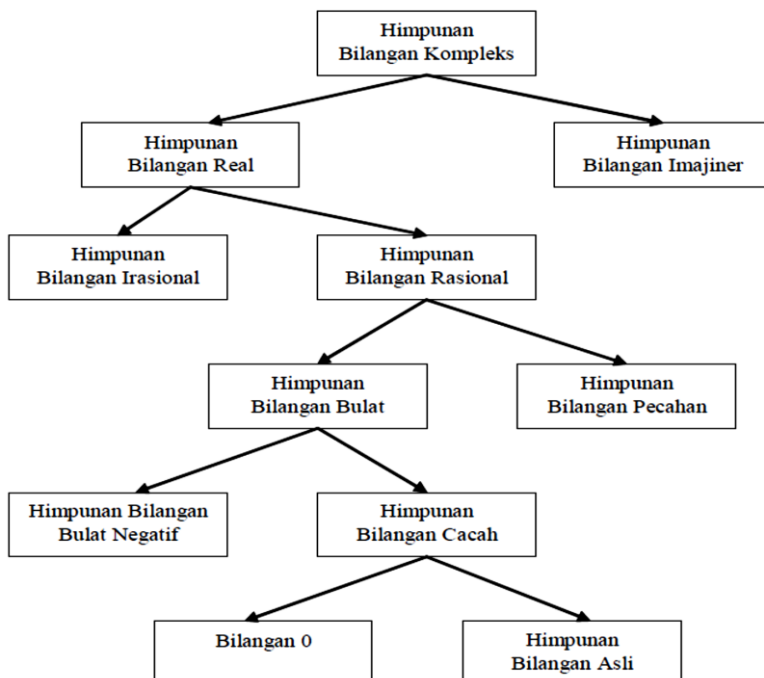 Himpunan
Bilangan Kompleks
Himpunan
Bilangan Real
Himpunan
Bilangan Imajiner
Himpunan
Bilangan Irasional
Himpunan
Bilangan Rasional
Himpunan
Bilangan Bulat
Himpunan
Bilangan Pecahan
Himpunan Bilangan
Bulat Negatif
Himpunan
Bilangan Cacah
Bilangan 0
Himpunan
Bilangan Asli